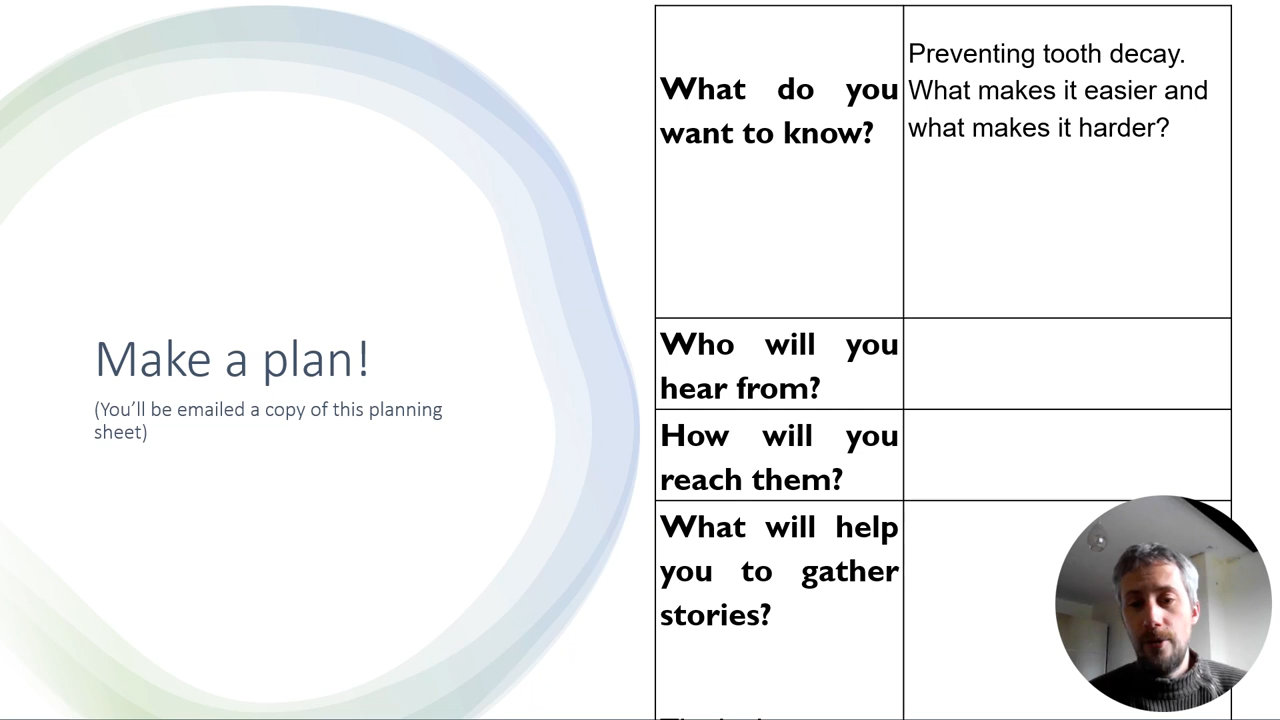 Make a plan!
(You’ll be emailed a copy of this planning
sheet)
What do you
want to know?
Preventing tooth decay.
What makes it easier and
what makes it harder?
Who will you
hear from?
How will you
reach them?
What will help
you to gather
stories?